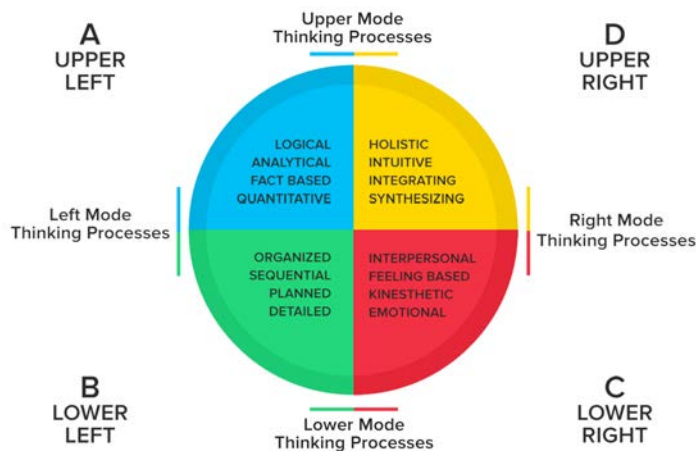 A
UPPER
LEFT
Upper Mode
Thinking Processes
D
UPPER
RIGHT
LOGICAL
ANALYTICAL
FACT BASED
QUANTITATIVE
HOLISTIC
INTUITIVE
INTEGRATING
SYNTHESIZING
Left Mode
Thinking Processes
Right Mode
Thinking Processes
ORGANIZED
SEQUENTIAL
PLANNED
DETAILED
INTERPERSONAL
FEELING BASED
KINESTHETIC
EMOTIONAL
B
LOWER
LEFT
Lower Mode
Thinking Processes
C
LOWER
RIGHT